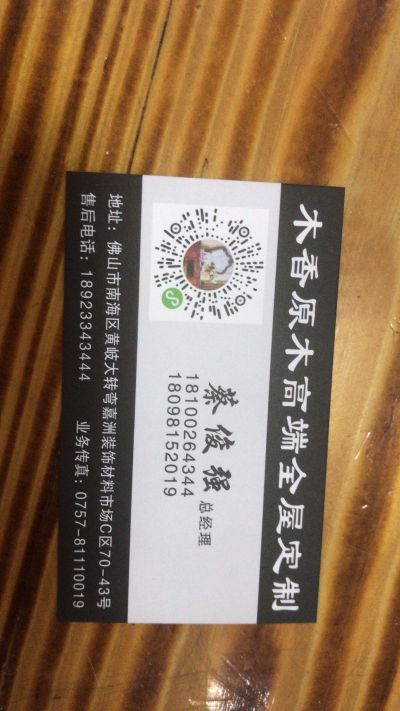 木香原木高端全屋定制
蔡俊强 总经理
18100264344
18098152019
地址：佛山市南海区黄岐大转弯嘉洲装饰材料市场C区70-43号
售后电话：18923343444 业务传真：0757-81110019